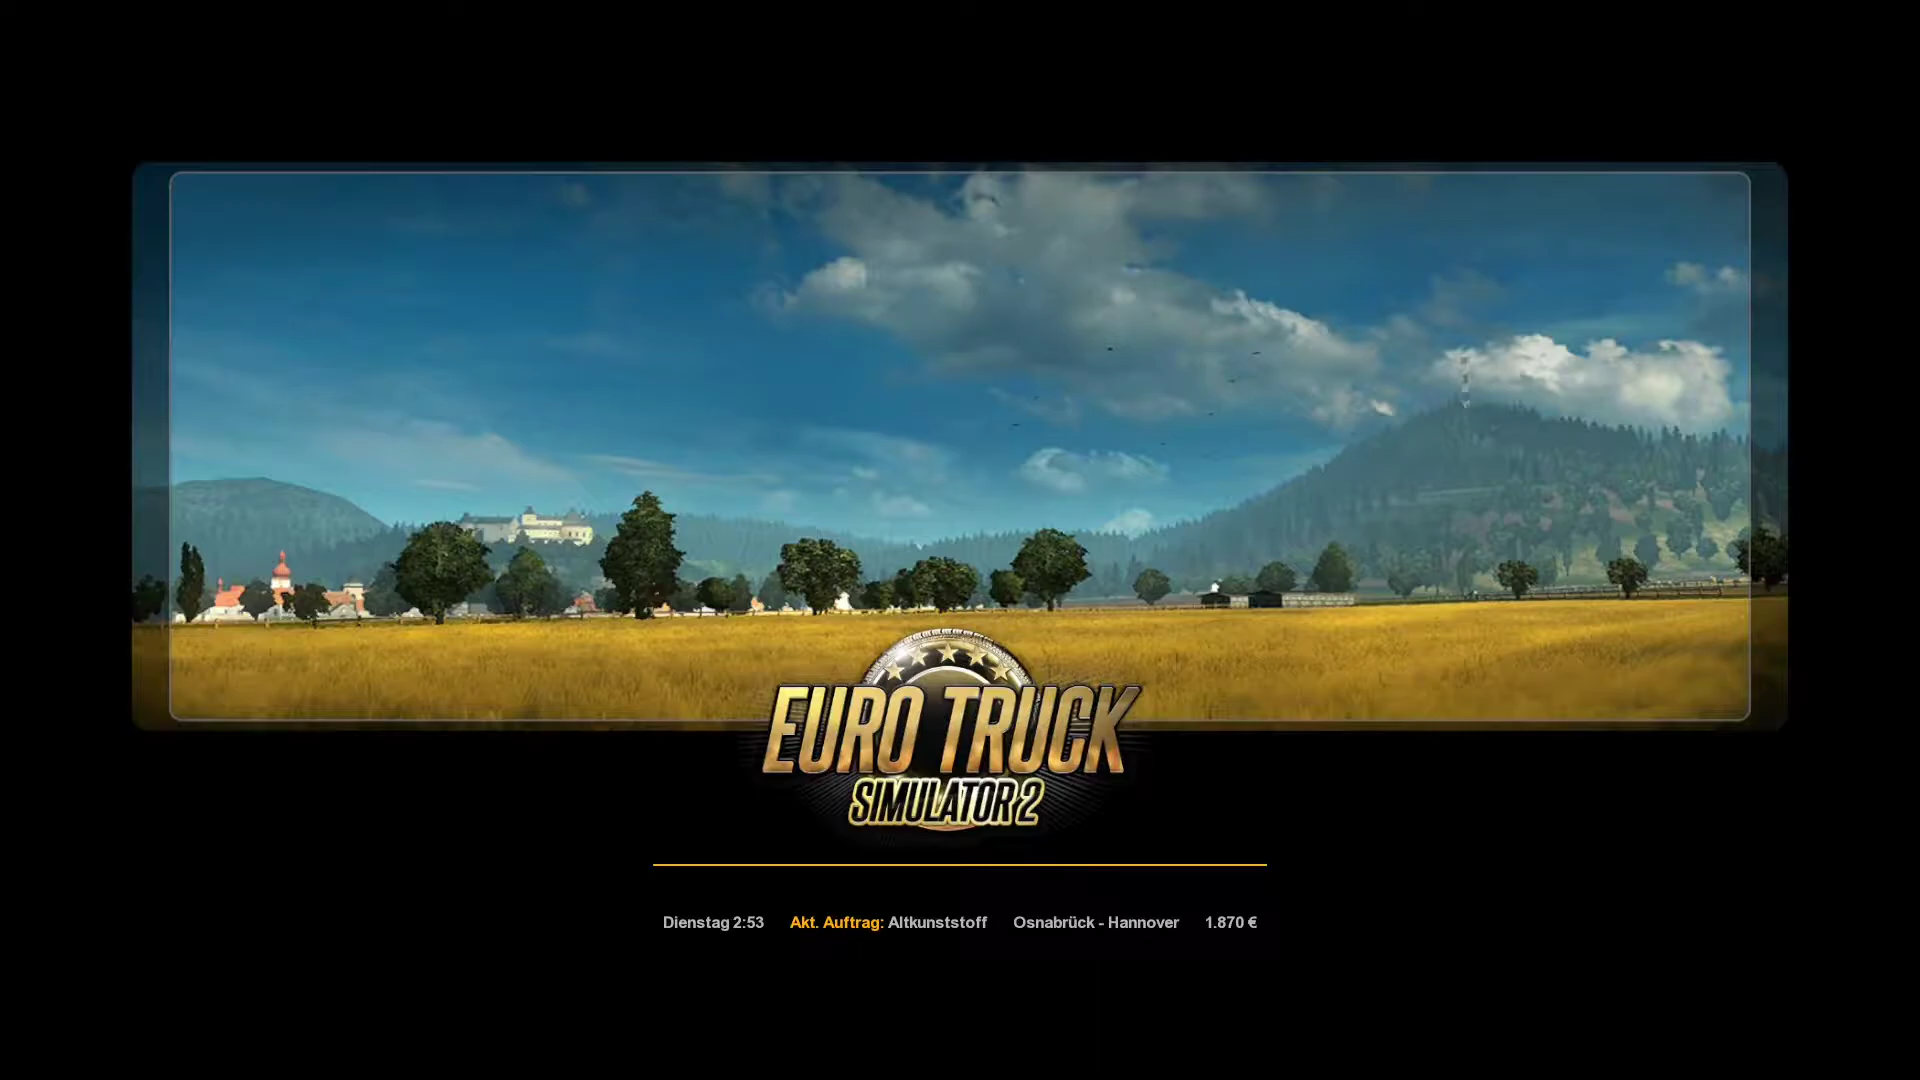 EURO TRUCK
SIMULATOR 2
Dienstag 2:53 Akt. Auftrag: Altkunststoff Osnabrück - Hannover 1.870 €